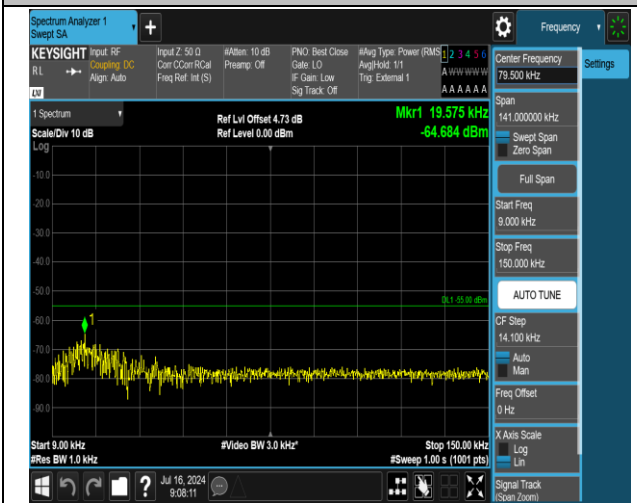 Spectrum Analyzer 1
Swept SA
+
Frequency
KEYSIGHT
RL
Input: RF
Coupling: DC
Align: Auto
Input Z: 50 Ω
Corr CCorr RCal
Freq Ref: Int (S)
#Atten: 10 dB
Preamp: Off
PNO: Best Close
Gate: LO
IF Gain: Low
Sig Track: Off
#Avg Type: Power (RMS
Avg|Hold: 1/1
Trig: External 1
1 2 3 4 5 6
A W W W W W
A A A A A A
LXI
1 Spectrum
Scale/Div 10 dB
Log
Ref Lvl Offset 4.73 dB
Ref Level 0.00 dBm
Mkr1 19.575 kHz
-64.684 dBm
-10.0
-20.0
-30.0
-40.0
-50.0
DL1 -55.00 dBm
-60.0
1
-70.0
-80.0
-90.0
Start 9.00 kHz
#Res BW 1.0 kHz
#Video BW 3.0 kHz*
Stop 150.00 kHz
#Sweep 1.00 s (1001 pts)
Center Frequency
79.500 kHz
Settings
Span
141.000000 kHz
Swept Span
Zero Span
Full Span
Start Freq
9.000 kHz
Stop Freq
150.000 kHz
AUTO TUNE
CF Step
14.100 kHz
Auto
Man
Freq Offset
0 Hz
X Axis Scale
Log
Lin
Signal Track
(Span Zoom)
?
Jul 16, 2024
9:08:11